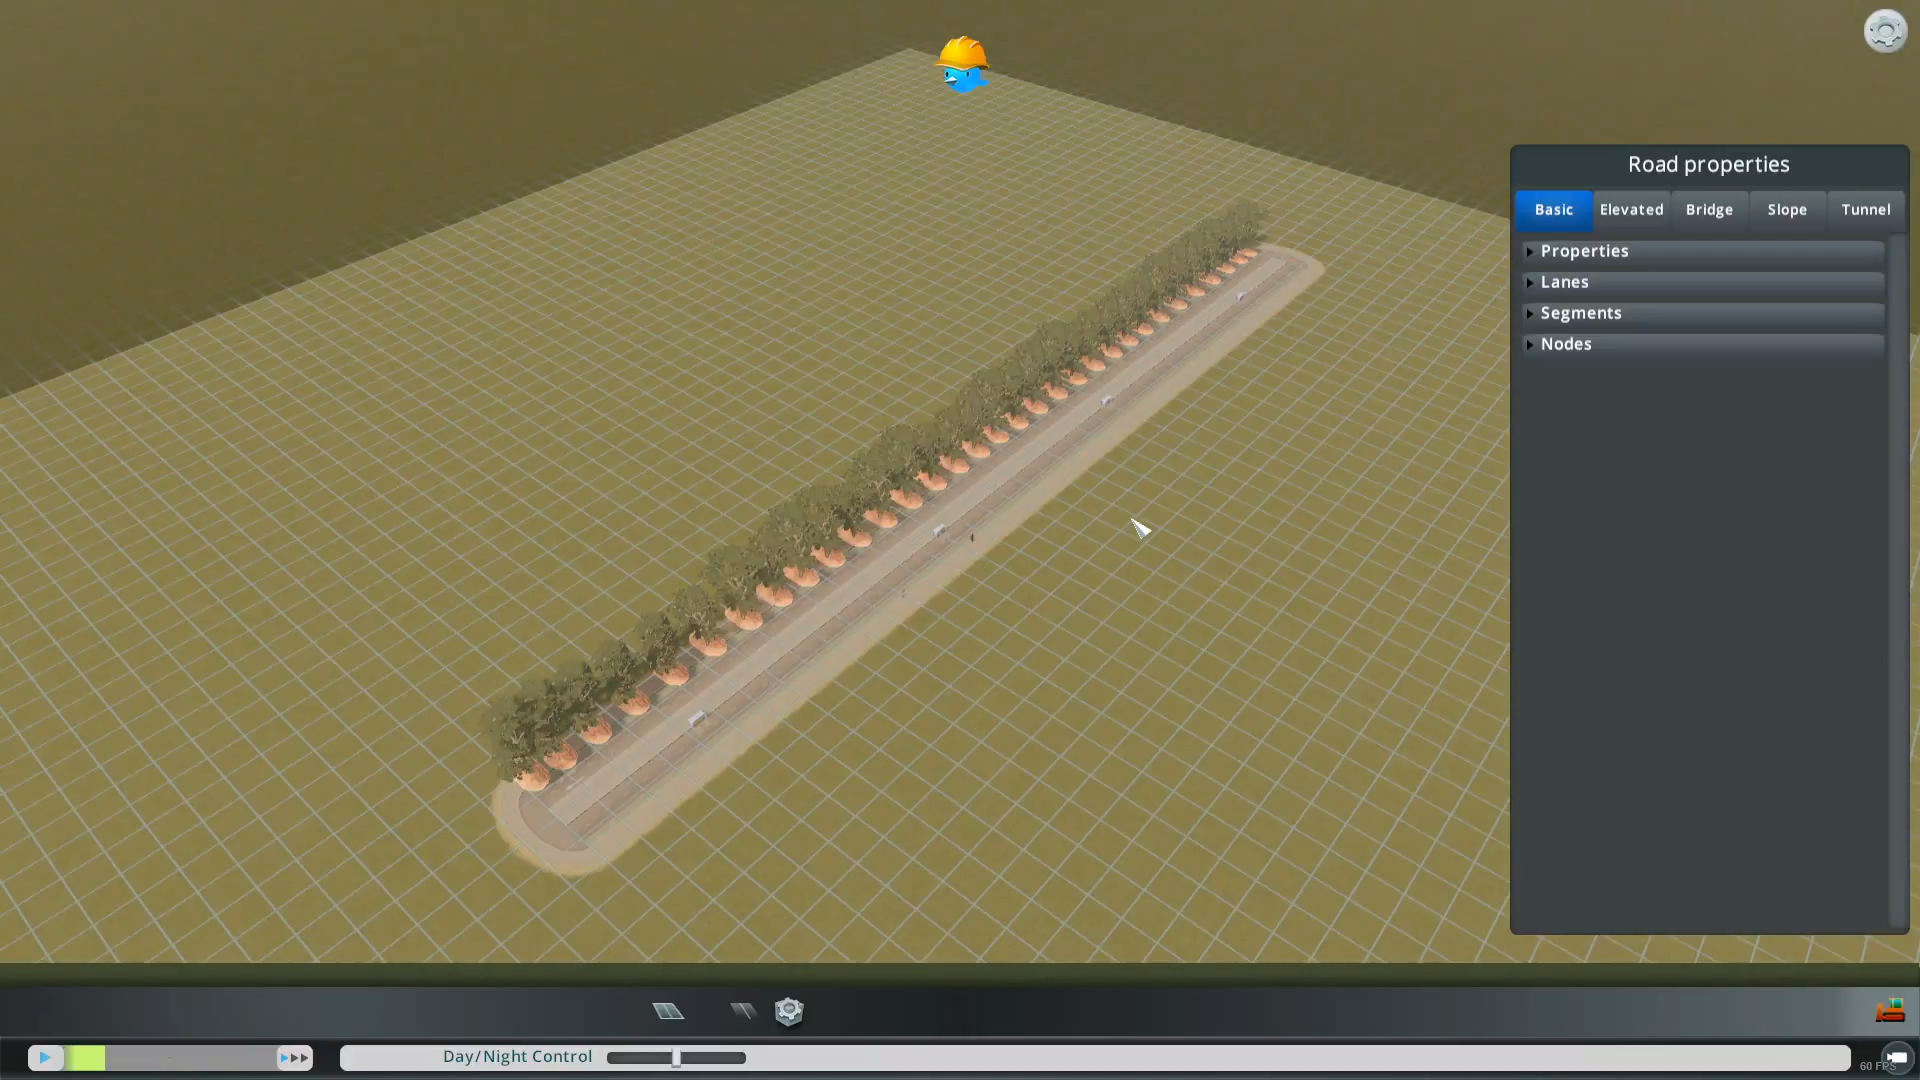 Road properties
Basic Elevated Bridge Slope Tunnel
Properties
Lanes
Segments
Nodes
Day/Night Control
60 FPS